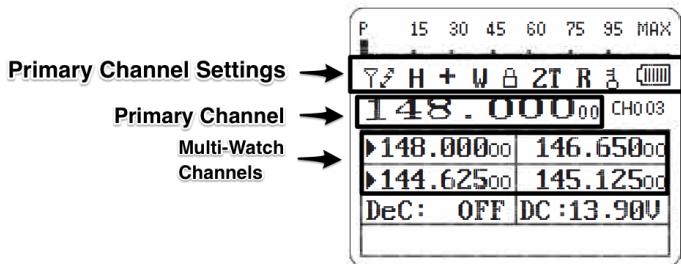 P 15 30 45 60 75 95 MAX
Primary Channel Settings
H + W 2T R
Primary Channel
148.00000 CH003
Multi-Watch
Channels
148.00000 146.65000
144.62500 145.12500
DeC: OFF DC:13.90V